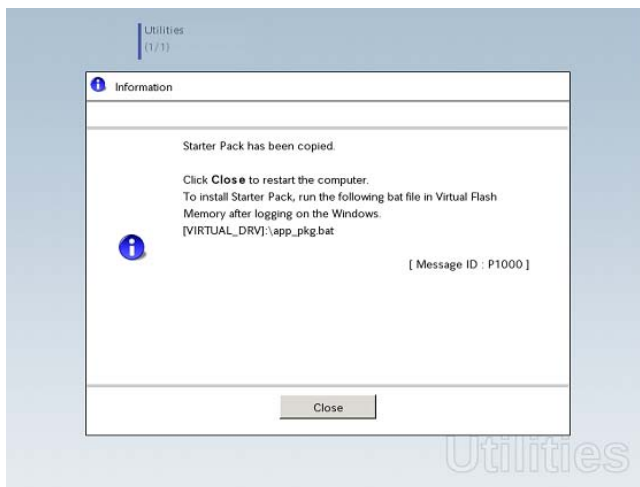 Utilities
(1/1)
Information
Starter Pack has been copied.
Click Close to restart the computer.
To install Starter Pack, run the following bat file in Virtual Flash
Memory after logging on the Windows.
[VIRTUAL_DRV]:\app_pkg.bat
[ Message ID : P1000 ]
Close
Utilities